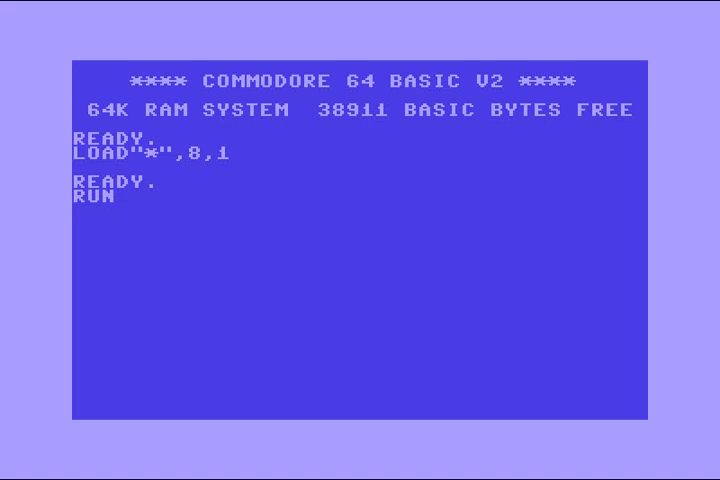 **** COMMODORE 64 BASIC V2 ****
64K RAM SYSTEM  38911 BASIC BYTES FREE
READY.
LOAD"*",8,1
READY.
RUN